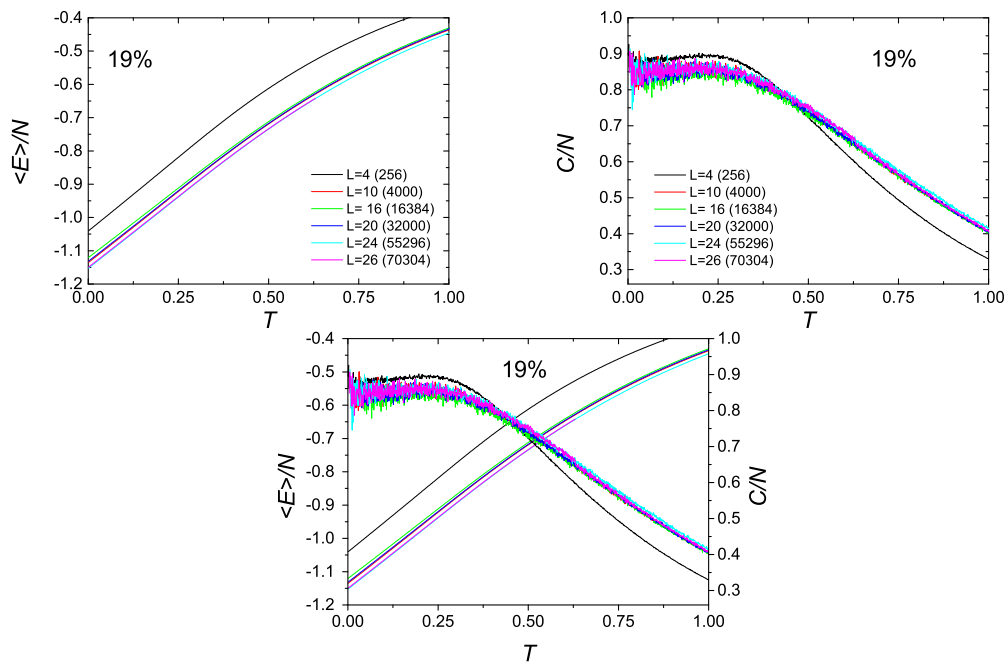 -0.4
-0.5
-0.6
-0.7
-0.8
-0.9
-1.0
-1.1
-1.2
<E>/N
19%
L=4 (256)
L=10 (4000)
L= 16 (16384)
L=20 (32000)
L=24 (55296)
L=26 (70304)
0.00 0.25 0.50 0.75 1.00
T
1.0
0.9
0.8
0.7
0.6
0.5
0.4
0.3
C/N
19%
L=4 (256)
L=10 (4000)
L= 16 (16384)
L=20 (32000)
L=24 (55296)
L=26 (70304)
0.00 0.25 0.50 0.75 1.00
T
-0.4
-0.5
-0.6
-0.7
-0.8
-0.9
-1.0
-1.1
-1.2
<E>/N
19%
1.0
0.9
0.8
0.7
0.6
0.5
0.4
0.3
C/N
0.00 0.25 0.50 0.75 1.00
T